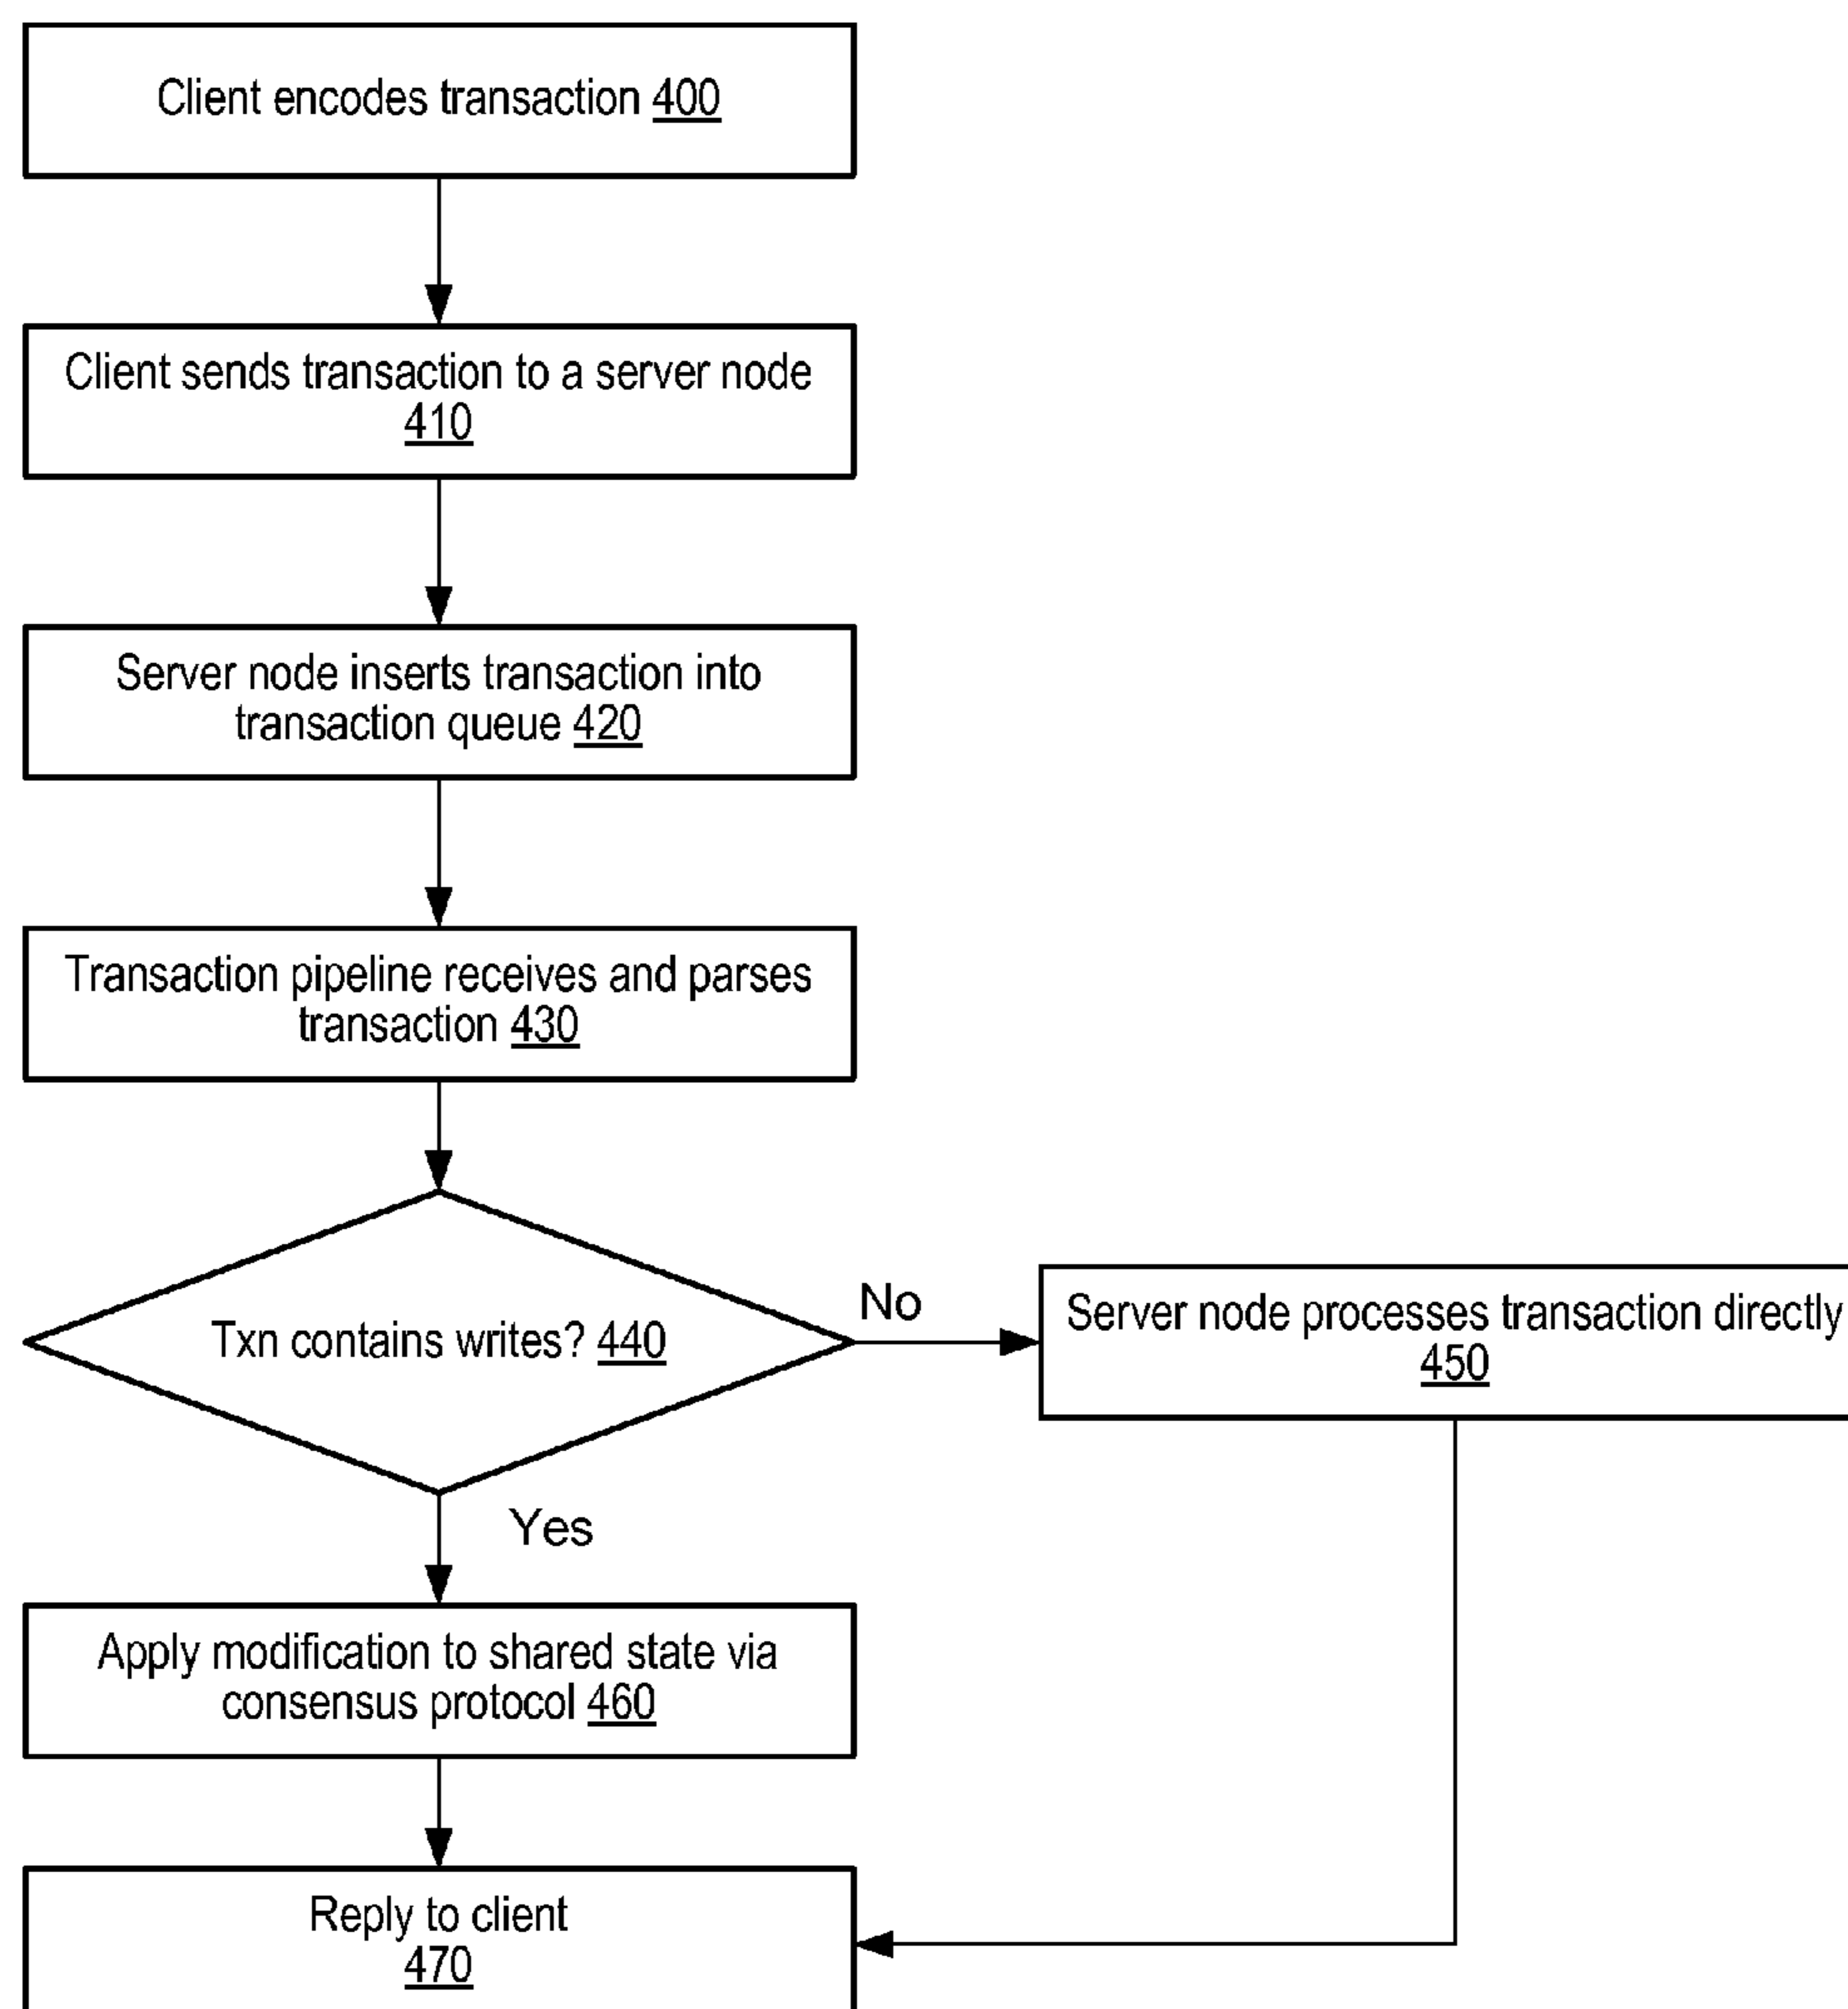 Client encodes transaction 400
Client sends transaction to a server node
410
Server node inserts transaction into
transaction queue 420
Transaction pipeline receives and parses
transaction 430
Txn contains writes? 440
No
Server node processes transaction directly
450
Yes
Apply modification to shared state via
consensus protocol 460
Reply to client
470